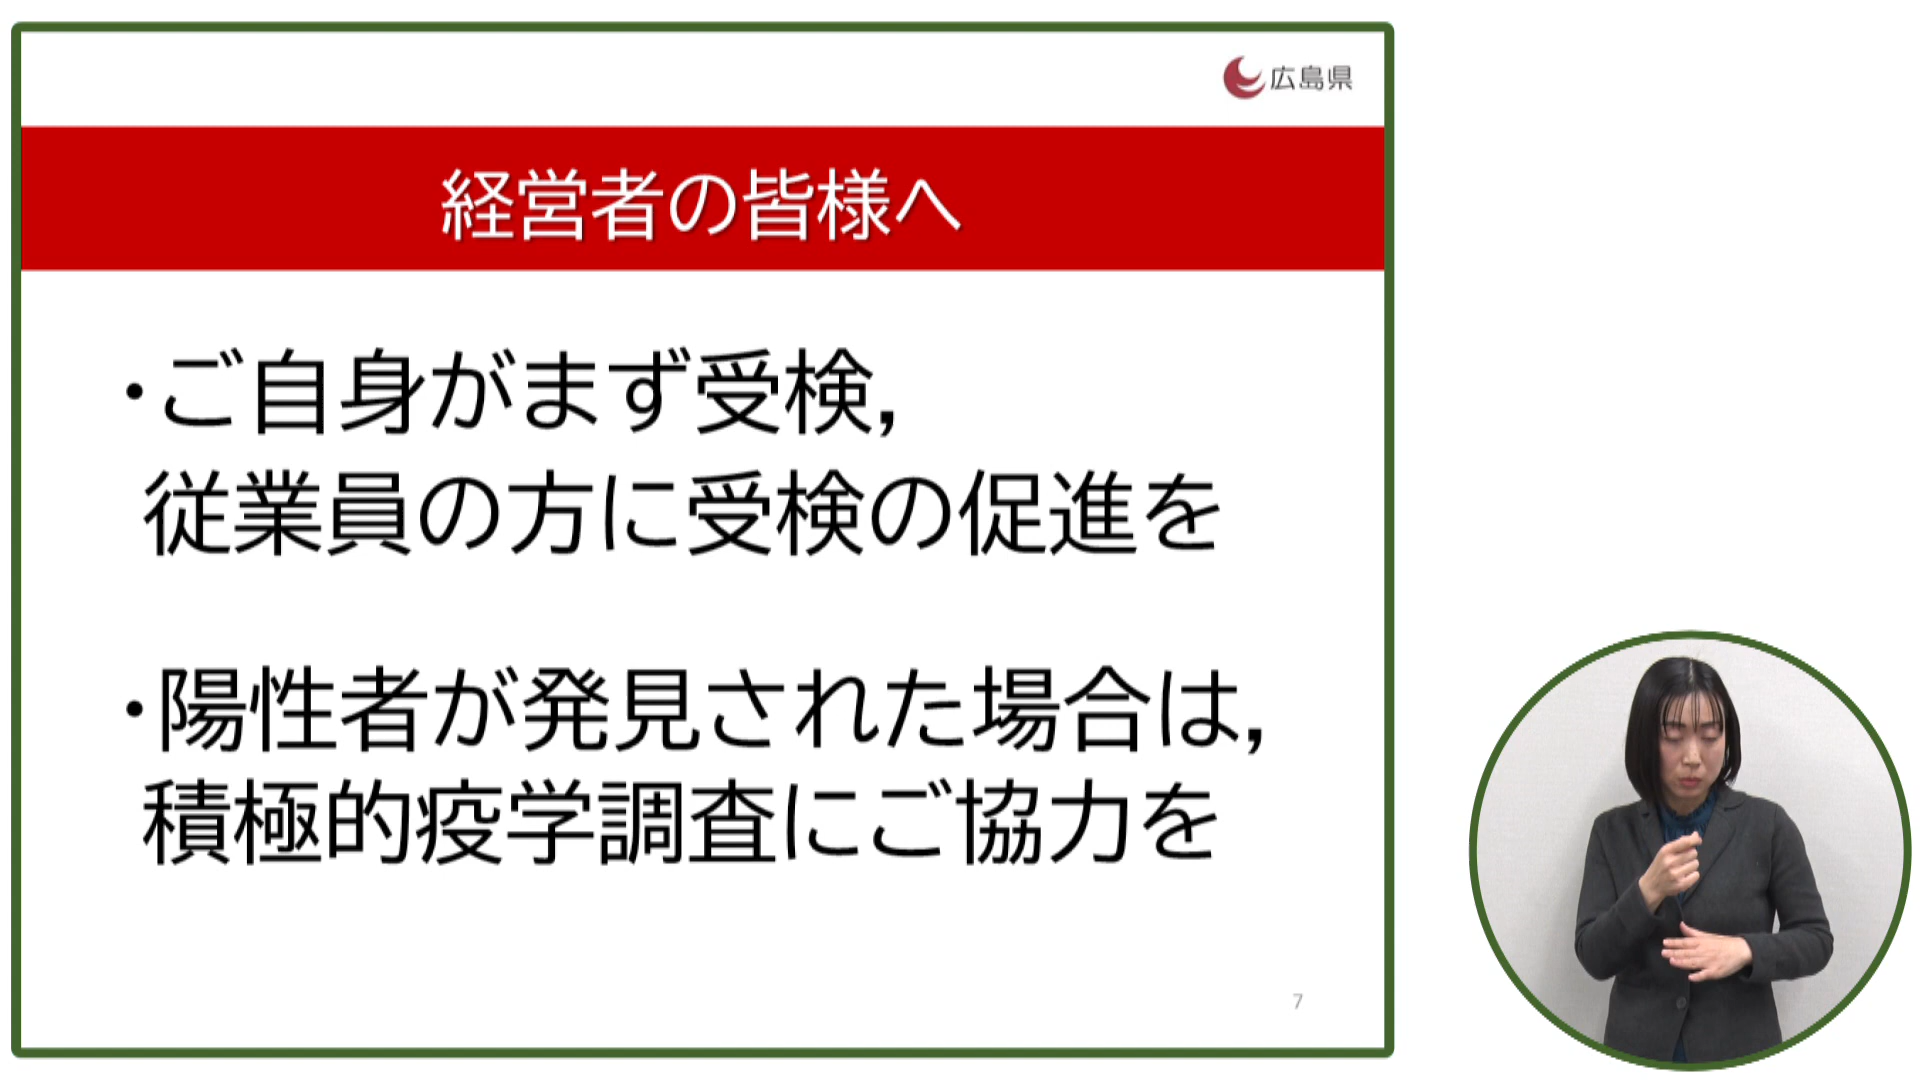 広島県
経営者の皆様へ
・ご自身がまず受検，
従業員の方に受検の促進を
・陽性者が発見された場合は，
積極的疫学調査にご協力を
7